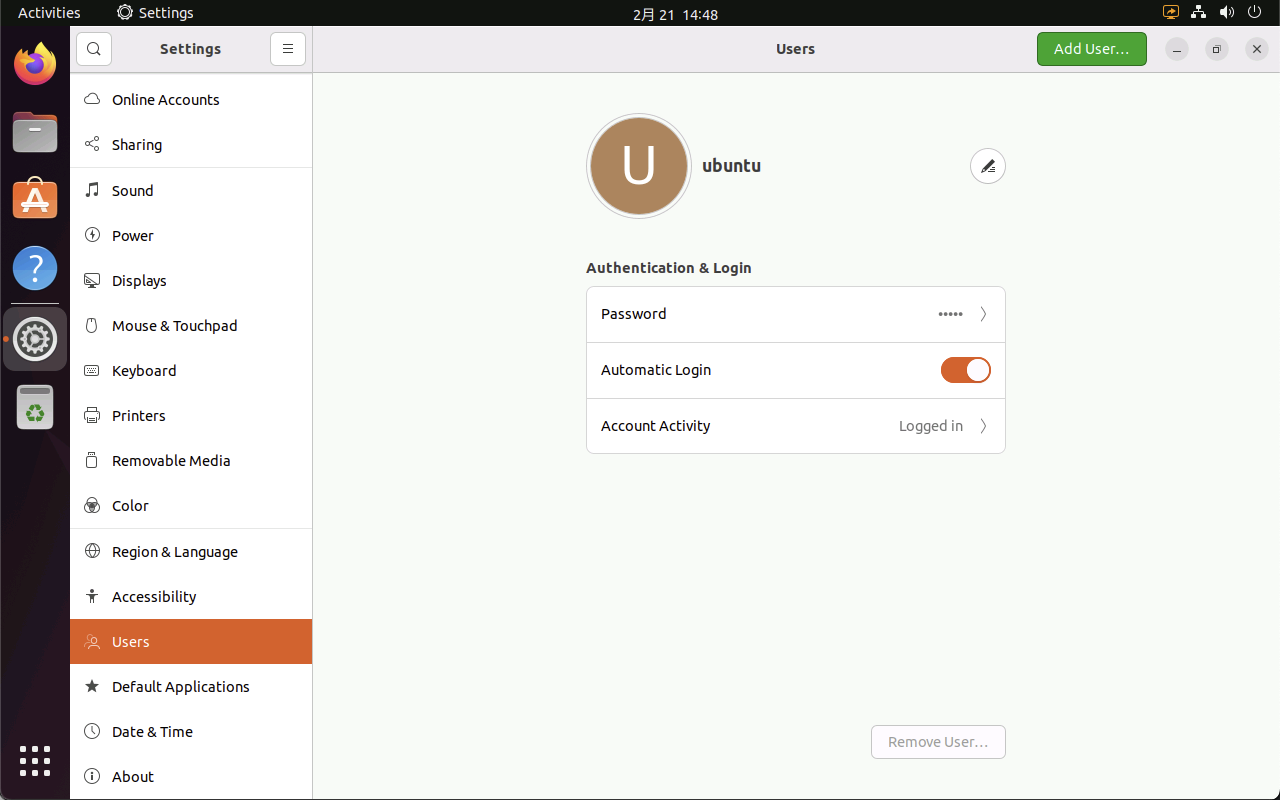 Activities
Settings
2月 21 14:48
Settings
Users
Add User…
Online Accounts
Sharing
Sound
Power
Displays
Mouse & Touchpad
Keyboard
Printers
Removable Media
Color
Region & Language
Accessibility
Users
Default Applications
Date & Time
About
U
ubuntu
Authentication & Login
Password •••••
Automatic Login
Account Activity Logged in
Remove User…